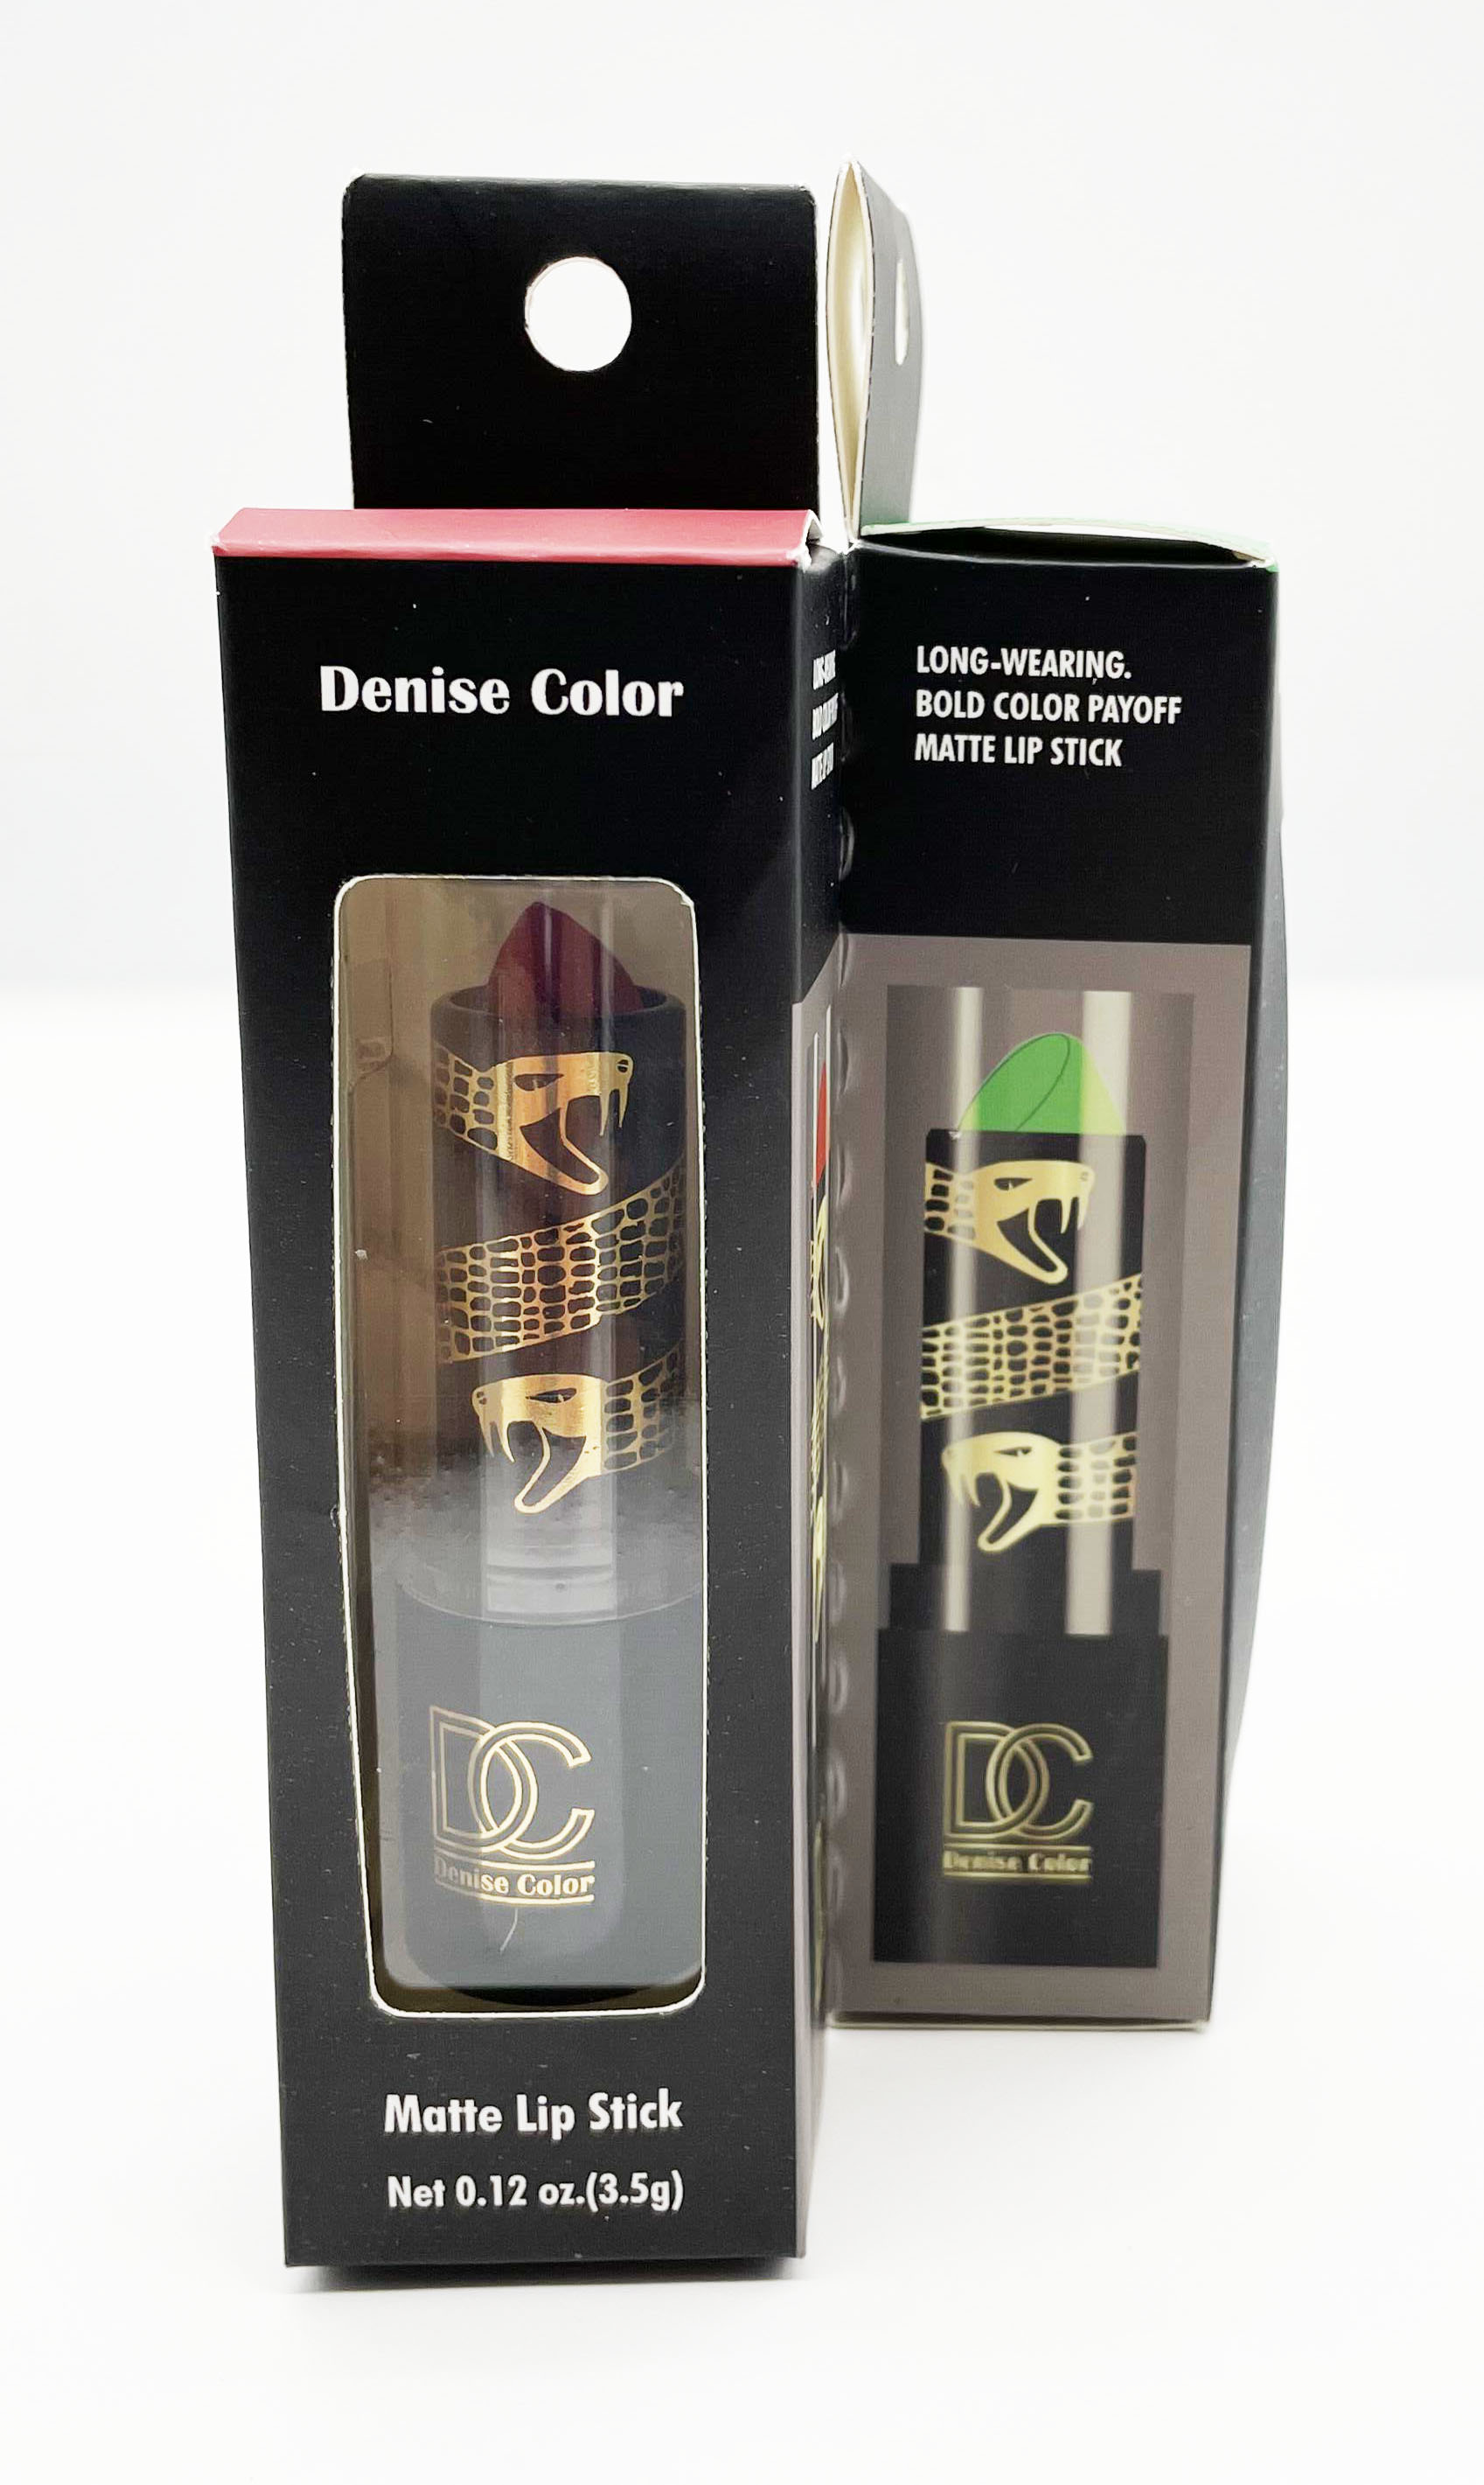 Denise Color
DC
Denise Color
Matte Lip Stick
Net 0.12 oz.(3.5g)
LONG-WEARING.
BOLD COLOR PAYOFF
MATTE LIP STICK
DC
Denise Color